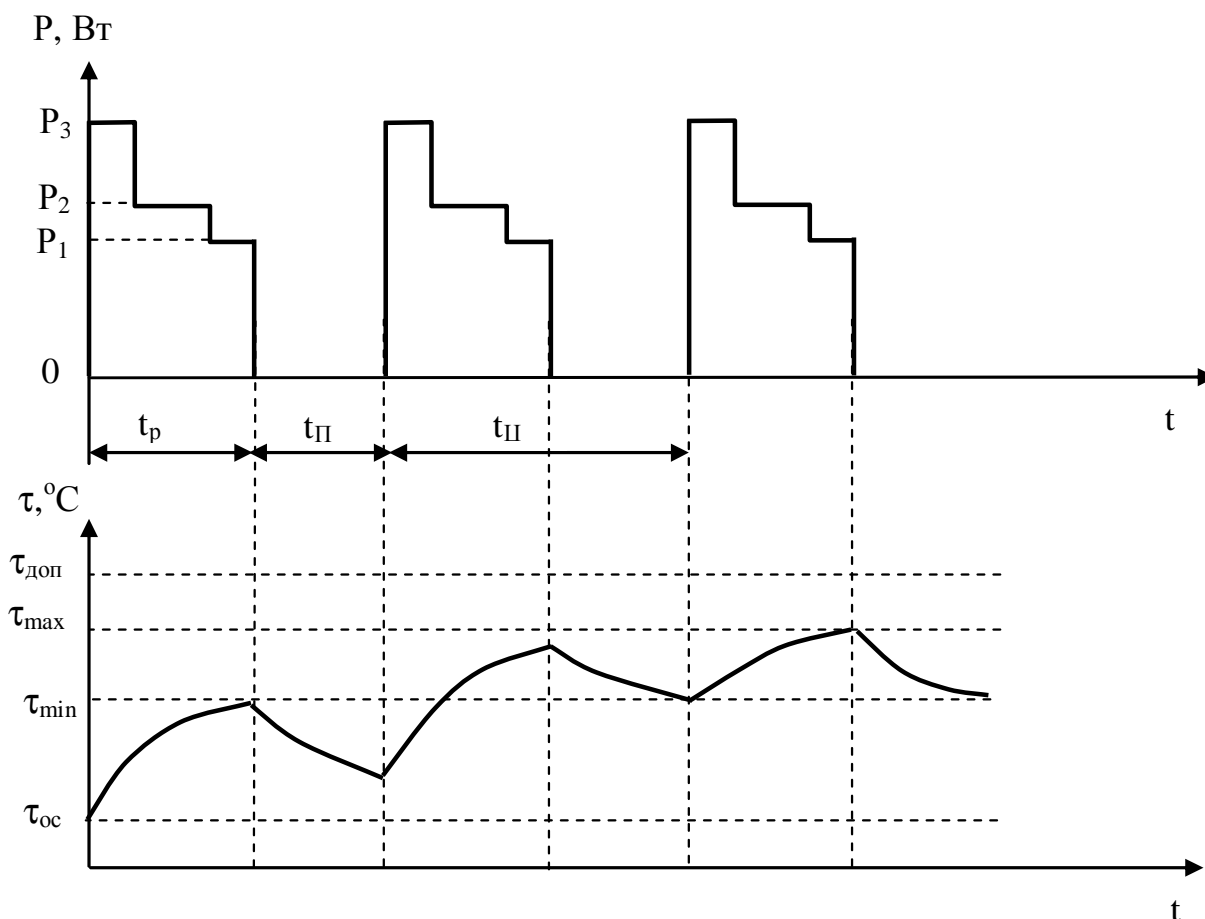 P, Вт
P3
P2
P1
0
tр
tП
tЦ
t
τ,°C
τдоп
τmax
τmin
τос
t